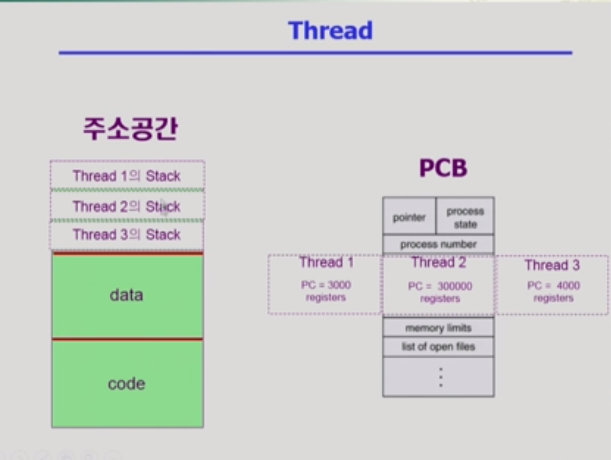 Thread
주소공간
Thread 1의 Stack
Thread 2의 Stack
Thread 3의 Stack
data
code
PCB
pointer
process
state
process number
Thread 1
PC = 3000
registers
Thread 2
PC = 300000
registers
Thread 3
PC = 4000
registers
memory limits
list of open files